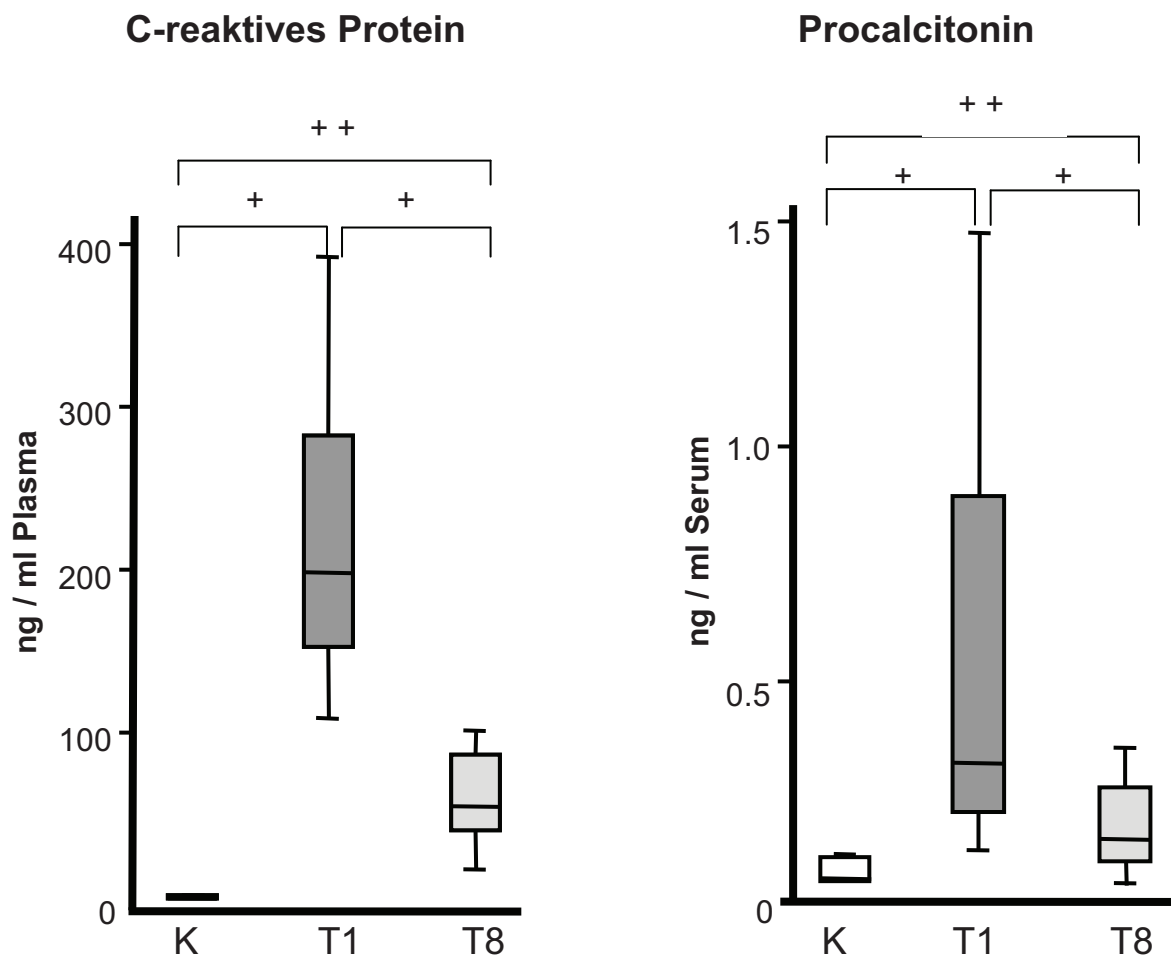 C-reaktives Protein
+ +
+ +
400
300
200
100
0
ng / ml Plasma
K T1 T8
Procalcitonin
+ +
+ +
1.5
1.0
0.5
0
ng / ml Serum
K T1 T8